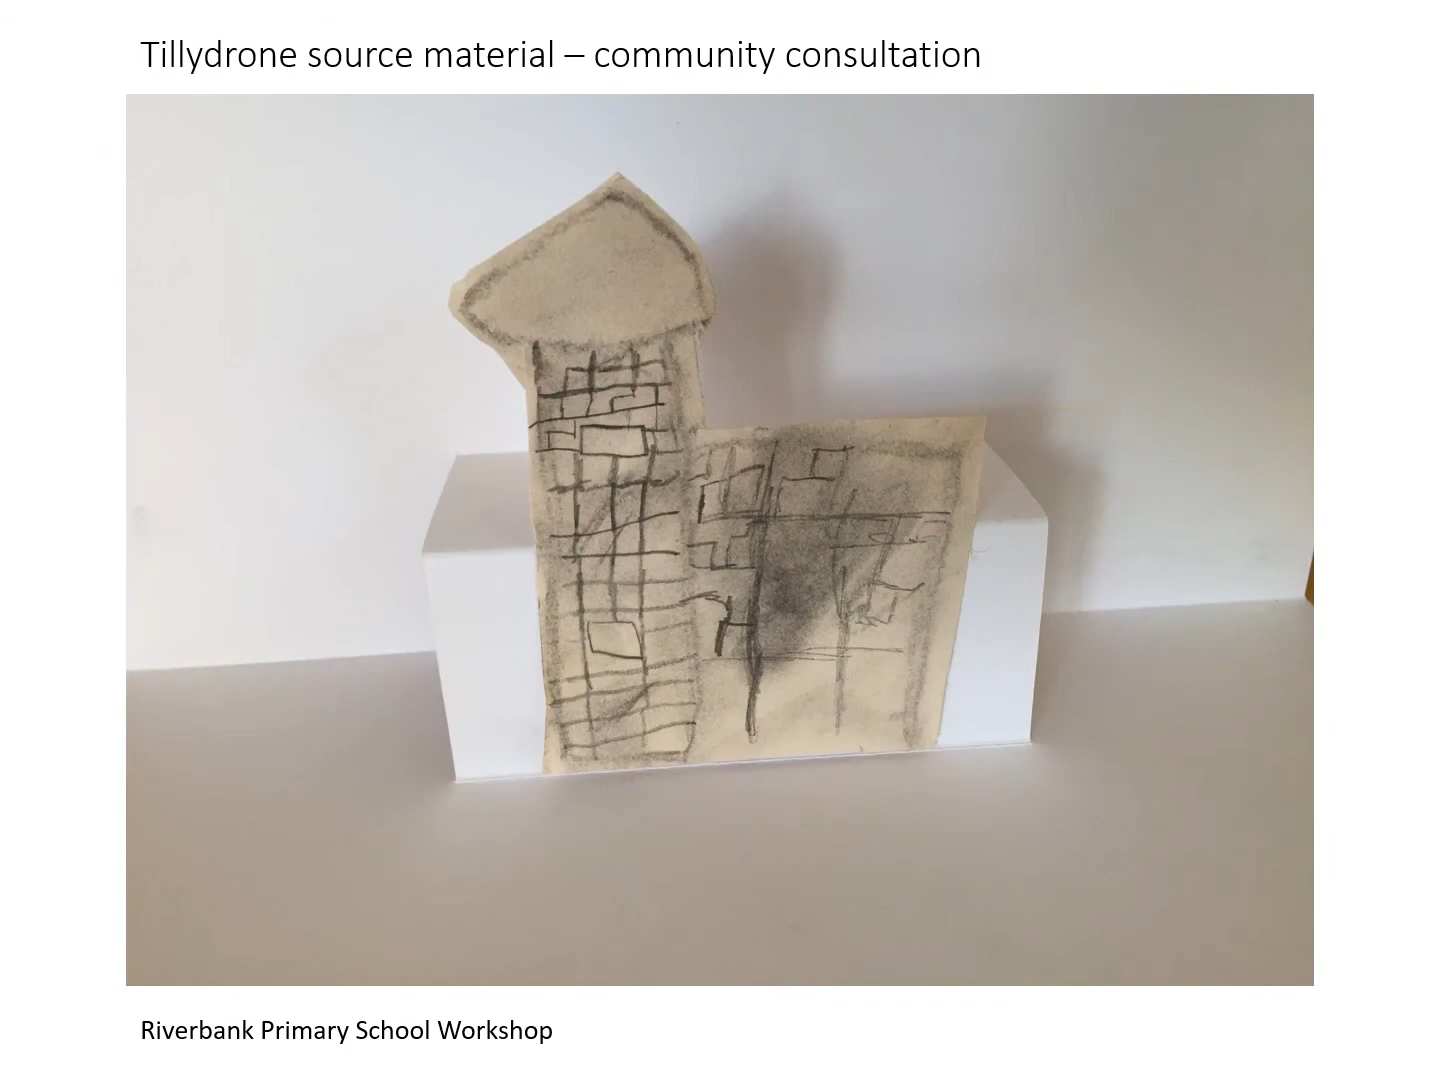 Tillydrone source material – community consultation
Riverbank Primary School Workshop